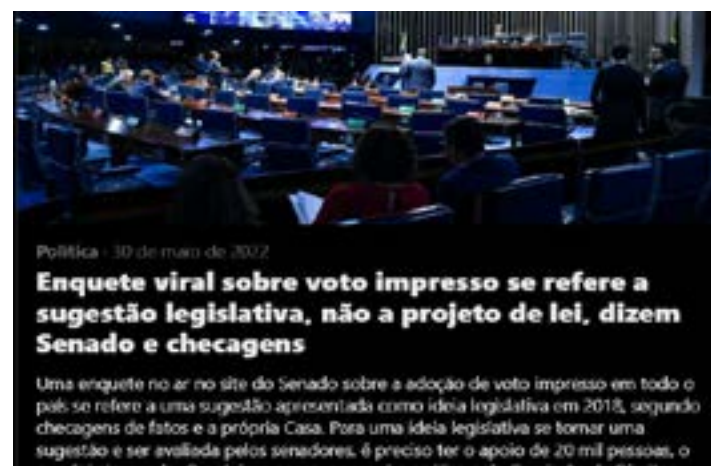 Política · 30 de maio de 2022
Enquete viral sobre voto impresso se refere a
sugestão legislativa, não a projeto de lei, dizem
Senado e checagens
Uma enquete no ar no site do Senado sobre a adoção de voto impresso em todo o
país se refere a uma sugestão apresentada como ideia legislativa em 2018, segundo
checagens de fatos e a própria Casa. Para uma ideia legislativa se tornar uma
sugestão e ser avaliada pelos senadores, é preciso ter o apoio de 20 mil pessoas, o